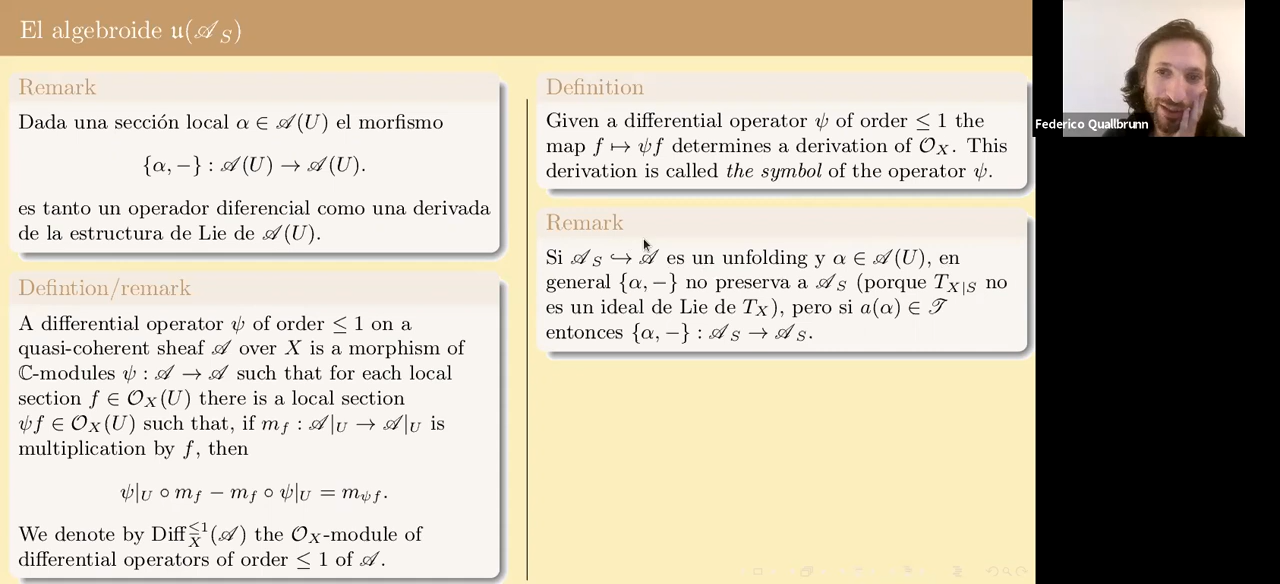 El algebroide 𝔲(𝒜_S)
Remark
Dada una sección local α ∈ 𝒜(U) el morfismo
{α, −} : 𝒜(U) → 𝒜(U).
es tanto un operador diferencial como una derivada
de la estructura de Lie de 𝒜(U).
Defintion/remark
A differential operator ψ of order ≤ 1 on a
quasi-coherent sheaf 𝒜 over X is a morphism of
ℂ-modules ψ : 𝒜 → 𝒜 such that for each local
section f ∈ 𝒪_X(U) there is a local section
ψf ∈ 𝒪_X(U) such that, if m_f : 𝒜|_U → 𝒜|_U is
multiplication by f, then
ψ|_U ∘ m_f − m_f ∘ ψ|_U = m_{ψf}.
We denote by Diff_X^{≤1}(𝒜) the 𝒪_X-module of
differential operators of order ≤ 1 of 𝒜.
Definition
Given a differential operator ψ of order ≤ 1 the
map f ↦ ψf determines a derivation of 𝒪_X. This
derivation is called the symbol of the operator ψ.
Remark
Si 𝒜_S ↪ 𝒜 es un unfolding y α ∈ 𝒜(U), en
general {α, −} no preserva a 𝒜_S (porque T_{X|S} no
es un ideal de Lie de T_X), pero si a(α) ∈ 𝒯
entonces {α, −} : 𝒜_S → 𝒜_S.
Federico Quallbrunn